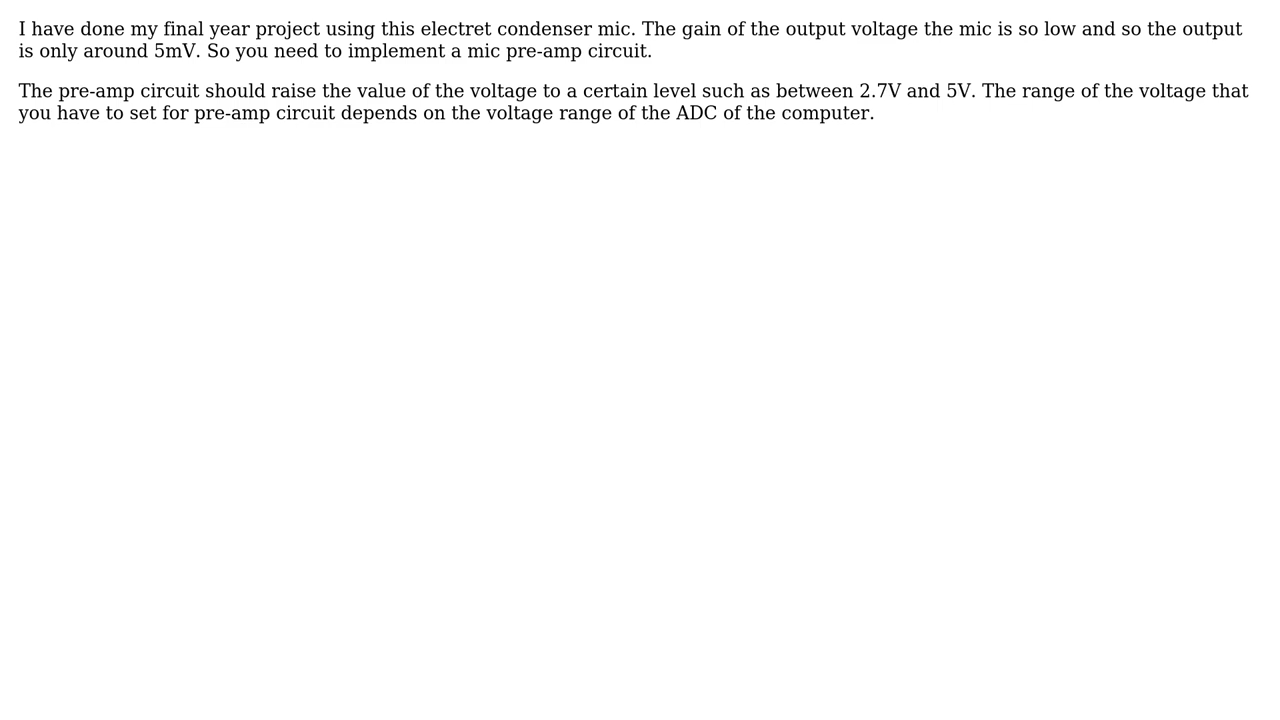 I have done my final year project using this electret condenser mic. The gain of the output voltage the mic is so low and so the output
is only around 5mV. So you need to implement a mic pre-amp circuit.
The pre-amp circuit should raise the value of the voltage to a certain level such as between 2.7V and 5V. The range of the voltage that
you have to set for pre-amp circuit depends on the voltage range of the ADC of the computer.